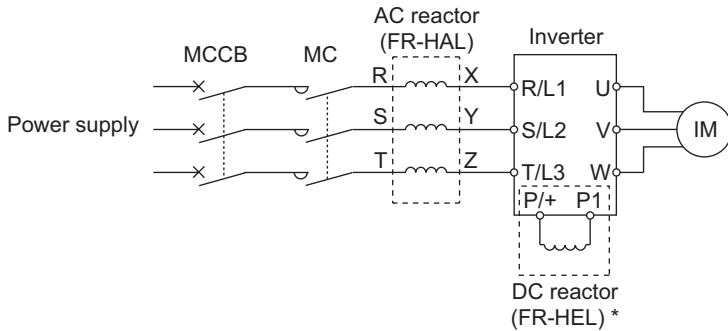 AC reactor
(FR-HAL)
Inverter
MCCB
MC
R
X
R/L1
U
Power supply
S
Y
S/L2
V
IM
T
Z
T/L3
W
P/+
P1
DC reactor
(FR-HEL) *